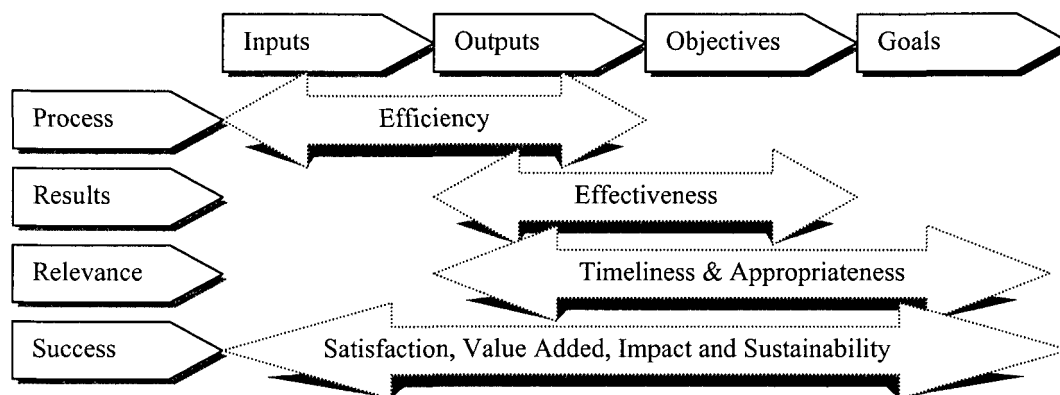 Inputs Outputs Objectives Goals
Process Efficiency
Results Effectiveness
Relevance Timeliness & Appropriateness
Success Satisfaction, Value Added, Impact and Sustainability